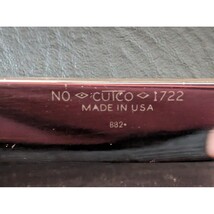 NO. ◇ CUTCO ◇ 1722
MADE IN USA
882•